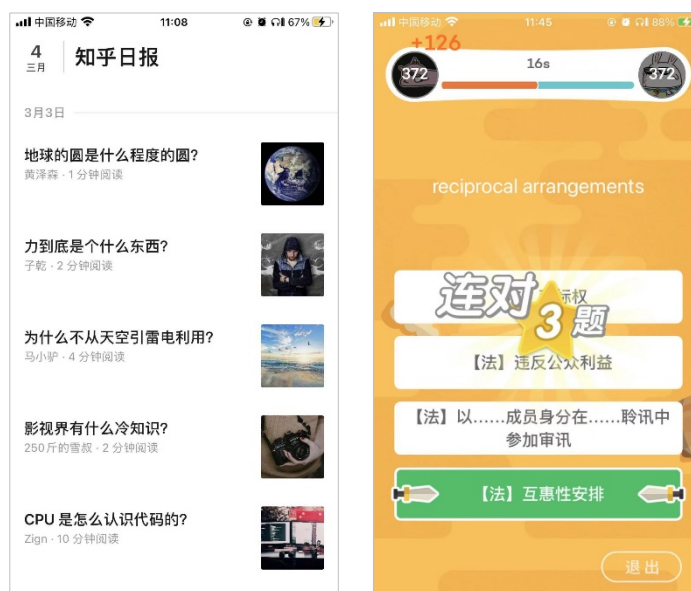 中国移动
11:08
67%
4
三月
知乎日报
3月3日
地球的圆是什么程度的圆?
黄泽森 · 1 分钟阅读
力到底是个什么东西?
子乾 · 2 分钟阅读
为什么不从天空引雷电利用?
马小驴 · 4 分钟阅读
影视界有什么冷知识?
250 斤的雪叔 · 2 分钟阅读
CPU 是怎么认识代码的?
Zign · 10 分钟阅读
中国移动
11:45
88%
+126
372
16s
372
reciprocal arrangements
连对3题
标权
【法】违反公众利益
【法】以……成员身分在……聆讯中
参加审讯
【法】互惠性安排
退出